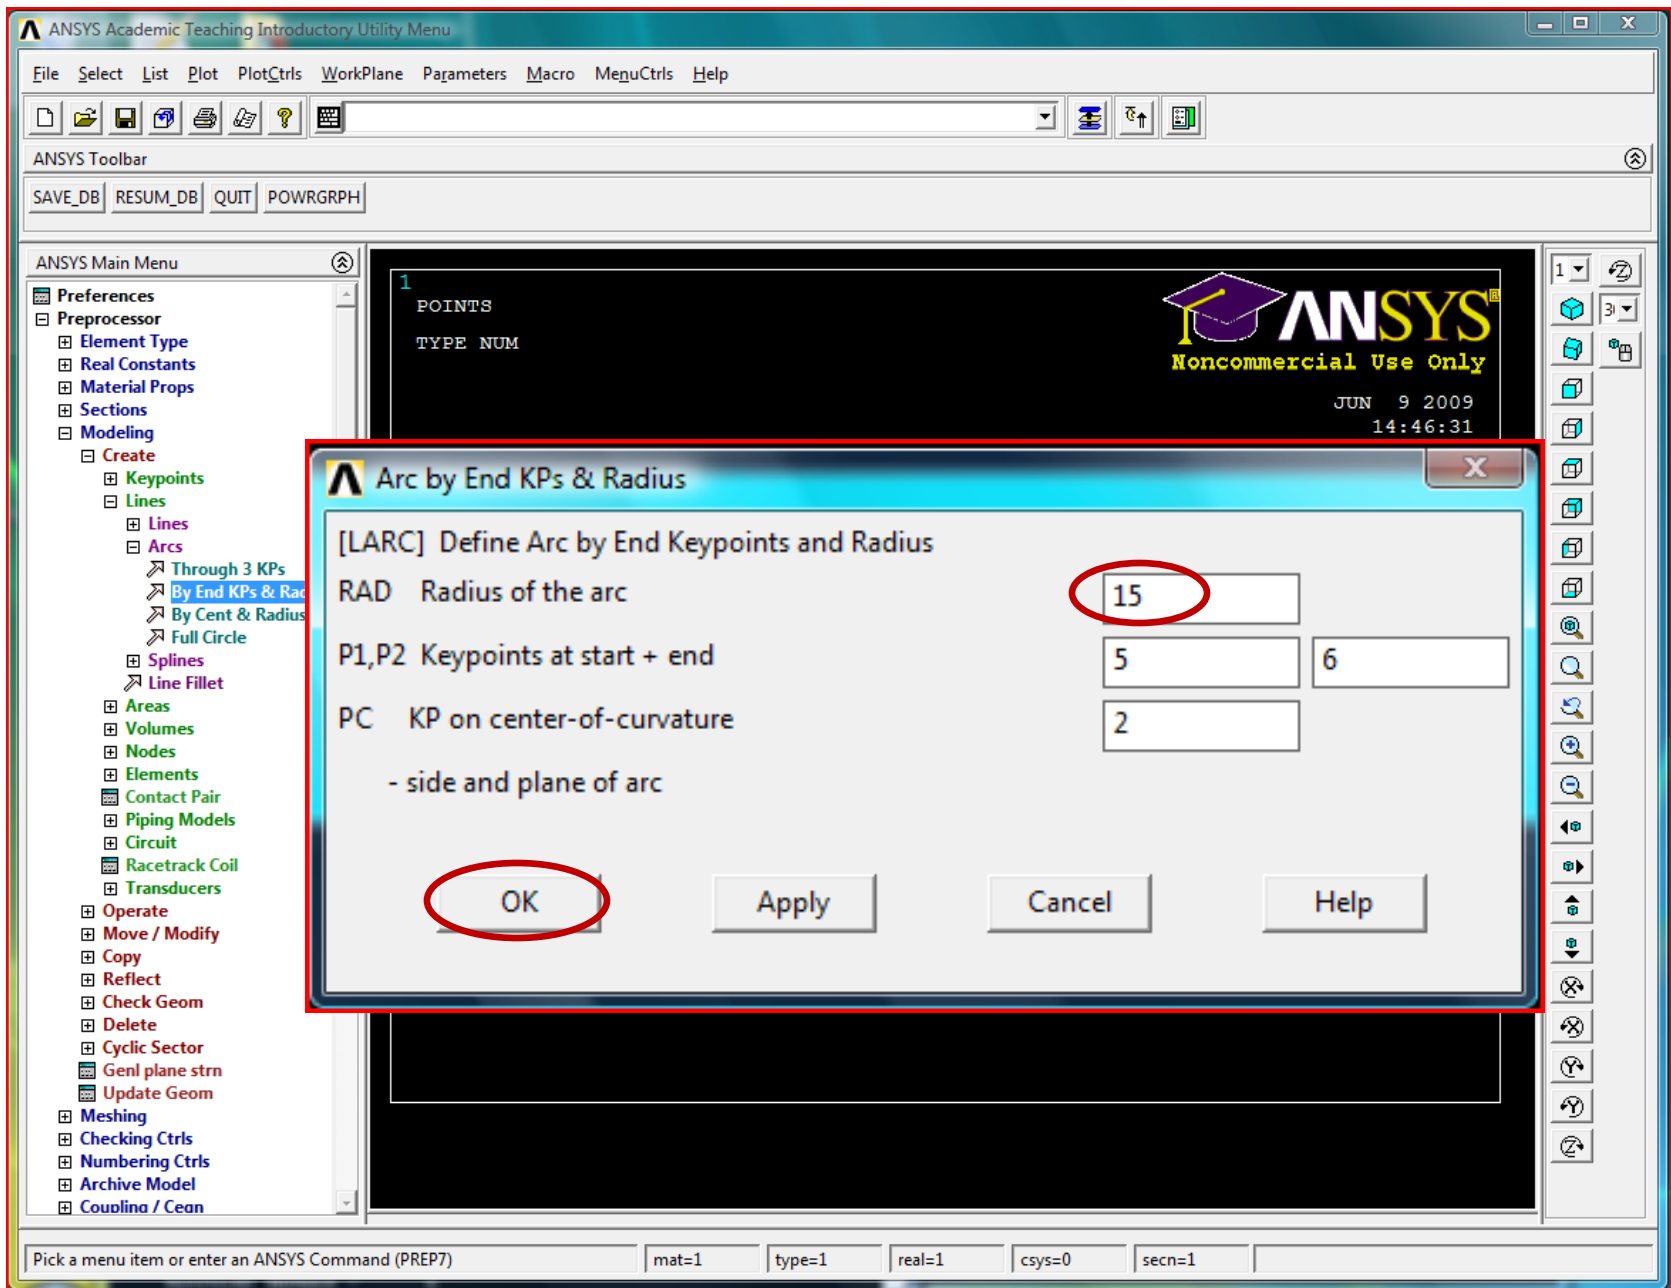 ANSYS Academic Teaching Introductory Utility Menu
File Select List Plot PlotCtrls WorkPlane Parameters Macro MenuCtrls Help
ANSYS Toolbar
SAVE_DB RESUM_DB QUIT POWRGRPH
ANSYS Main Menu
Preferences
Preprocessor
Element Type
Real Constants
Material Props
Sections
Modeling
Create
Keypoints
Lines
Lines
Arcs
Through 3 KPs
By End KPs & Rad
By Cent & Radius
Full Circle
Splines
Line Fillet
Areas
Volumes
Nodes
Elements
Contact Pair
Piping Models
Circuit
Racetrack Coil
Transducers
Operate
Move / Modify
Copy
Reflect
Check Geom
Delete
Cyclic Sector
Genl plane strn
Update Geom
Meshing
Checking Ctrls
Numbering Ctrls
Archive Model
Coupling / Ceqn
1
POINTS
TYPE NUM
ANSYS®
Noncommercial Use Only
JUN 9 2009
14:46:31
Arc by End KPs & Radius
[LARC] Define Arc by End Keypoints and Radius
RAD Radius of the arc 15
P1,P2 Keypoints at start + end 5 6
PC KP on center-of-curvature 2
- side and plane of arc
OK Apply Cancel Help
1
3
Pick a menu item or enter an ANSYS Command (PREP7) mat=1 type=1 real=1 csys=0 secn=1